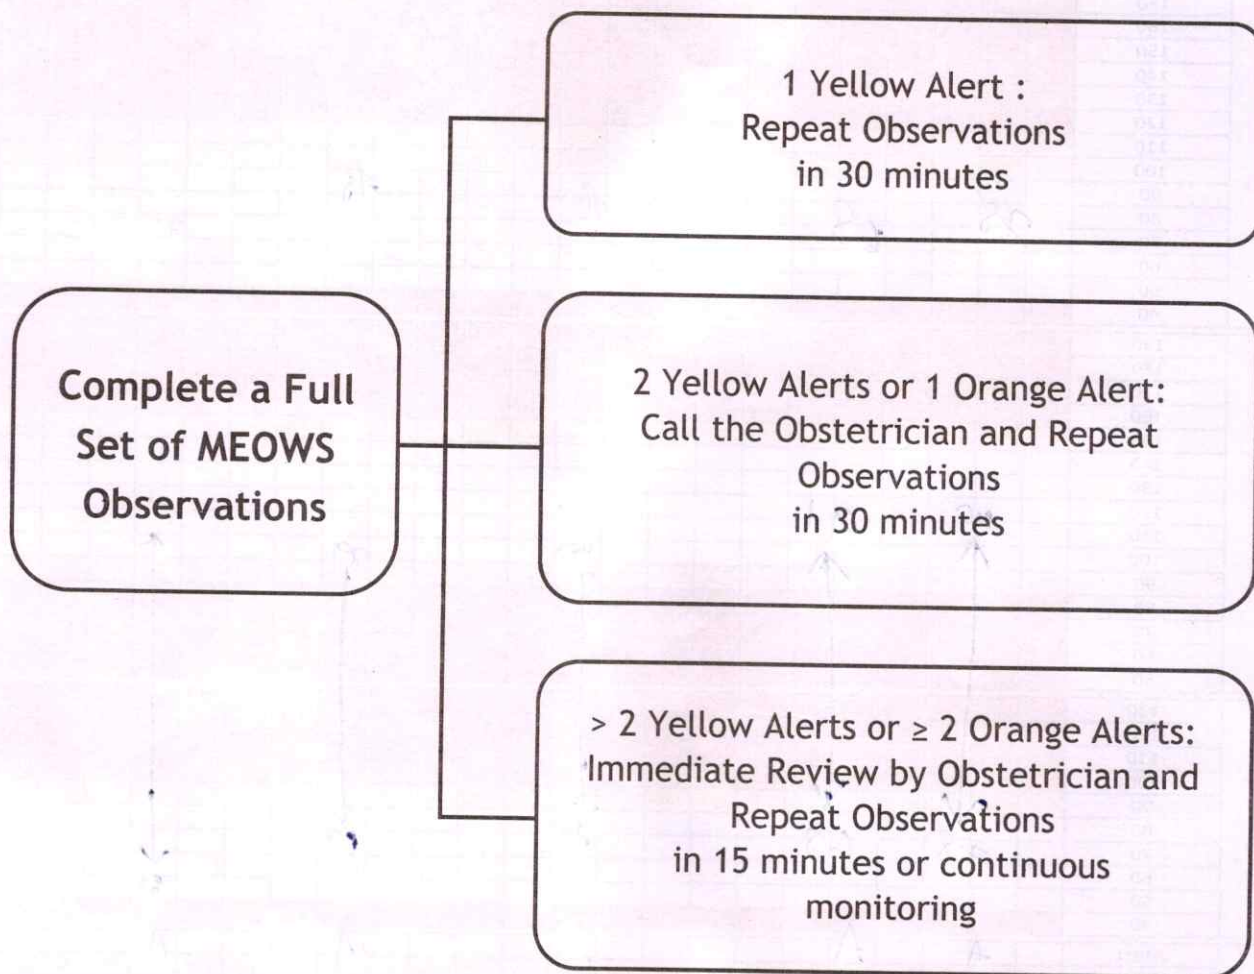 1 Yellow Alert :
Repeat Observations
in 30 minutes
Complete a Full
Set of MEOWS
Observations
2 Yellow Alerts or 1 Orange Alert:
Call the Obstetrician and Repeat
Observations
in 30 minutes
> 2 Yellow Alerts or ≥ 2 Orange Alerts:
Immediate Review by Obstetrician and
Repeat Observations
in 15 minutes or continuous
monitoring